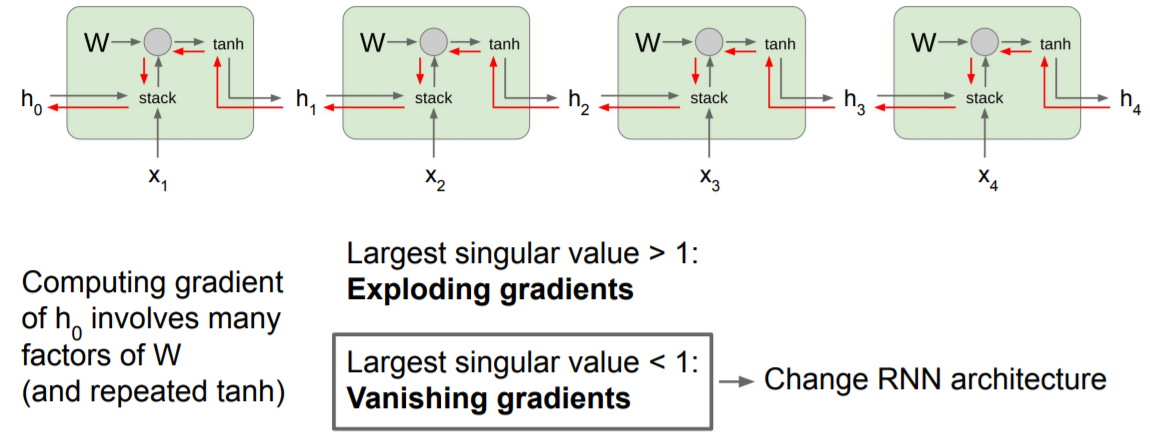 W tanh W tanh W tanh W tanh
h0 stack h1 stack h2 stack h3 stack h4
x1 x2 x3 x4
Largest singular value > 1:
Exploding gradients
Computing gradient
of h0 involves many
factors of W
(and repeated tanh)
Largest singular value < 1:
Vanishing gradients
Change RNN architecture